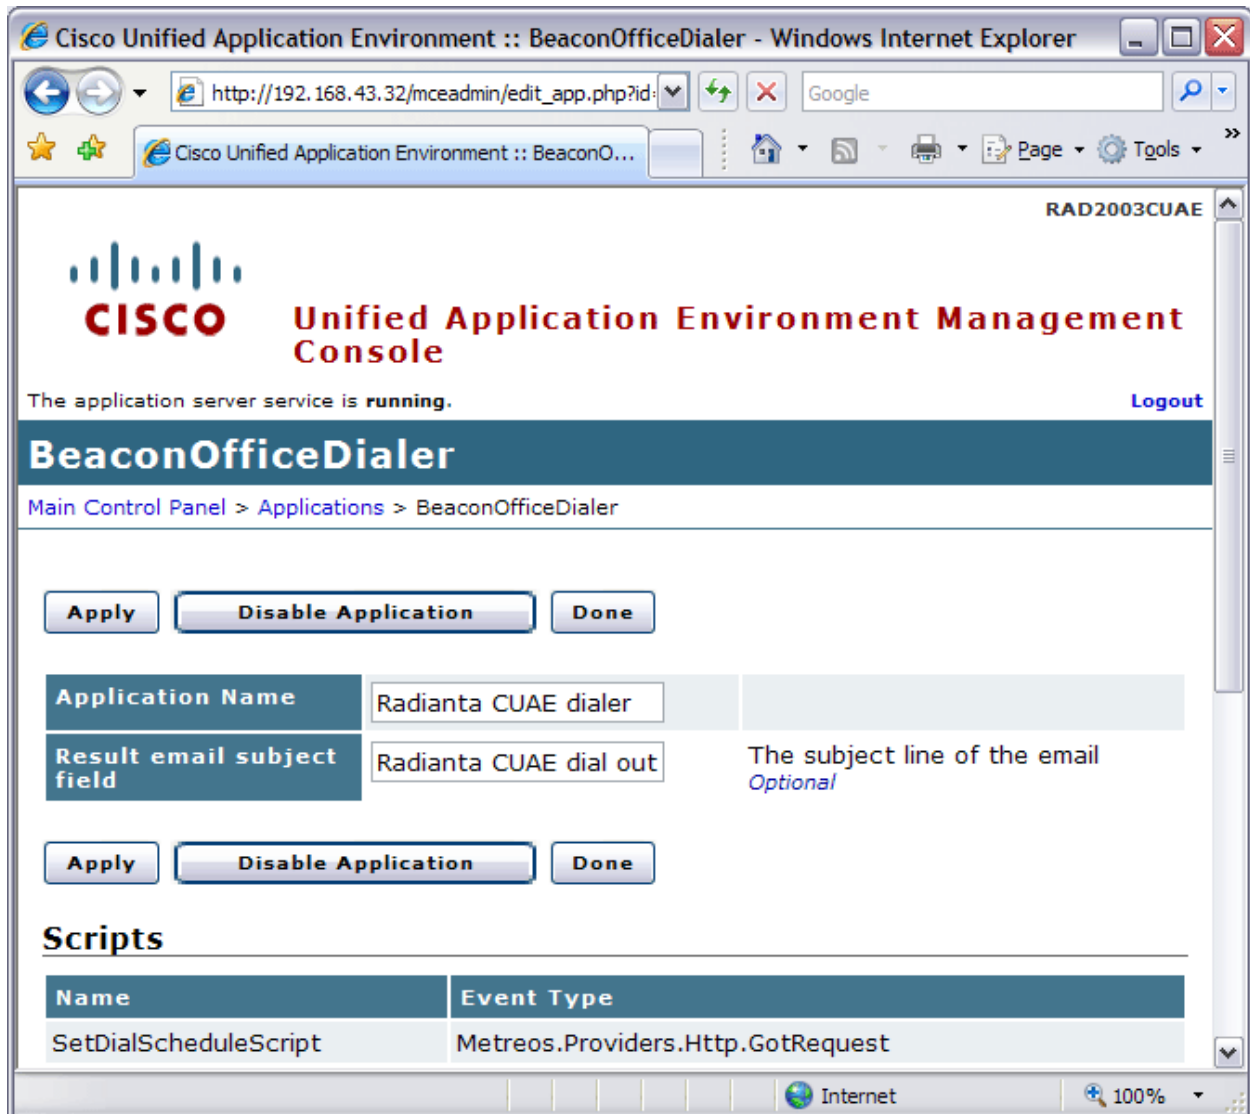 Cisco Unified Application Environment :: BeaconOfficeDialer - Windows Internet Explorer
http://192.168.43.32/mceadmin/edit_app.php?id
Google
Cisco Unified Application Environment :: BeaconO...
Page
Tools
RAD2003CUAE
CISCO
Unified Application Environment Management
Console
The application server service is running.
Logout
BeaconOfficeDialer
Main Control Panel > Applications > BeaconOfficeDialer
Apply
Disable Application
Done
Application Name
Radianta CUAE dialer
Result email subject
field
Radianta CUAE dial out
The subject line of the email
Optional
Apply
Disable Application
Done
Scripts
Name
Event Type
SetDialScheduleScript
Metreos.Providers.Http.GotRequest
Internet
100%